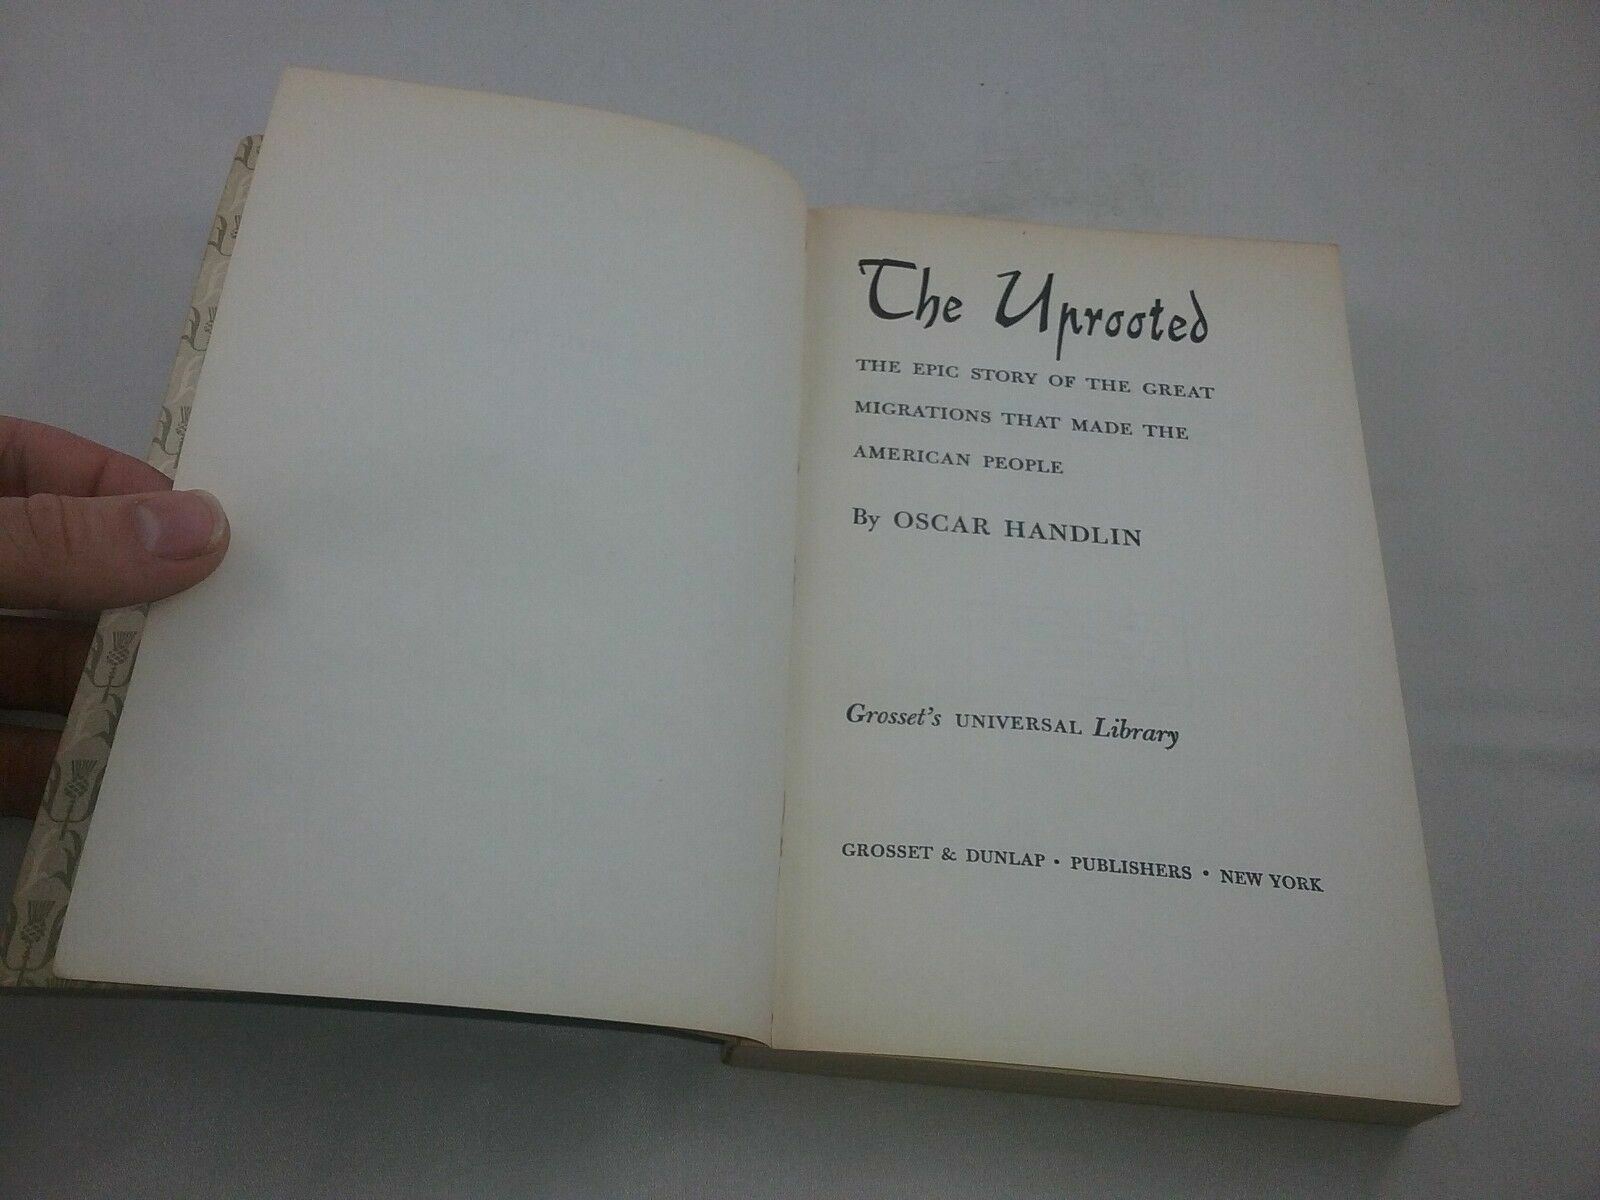 The Uprooted
THE EPIC STORY OF THE GREAT
MIGRATIONS THAT MADE THE
AMERICAN PEOPLE
By OSCAR HANDLIN
Grosset's UNIVERSAL Library
GROSSET & DUNLAP • PUBLISHERS • NEW YORK